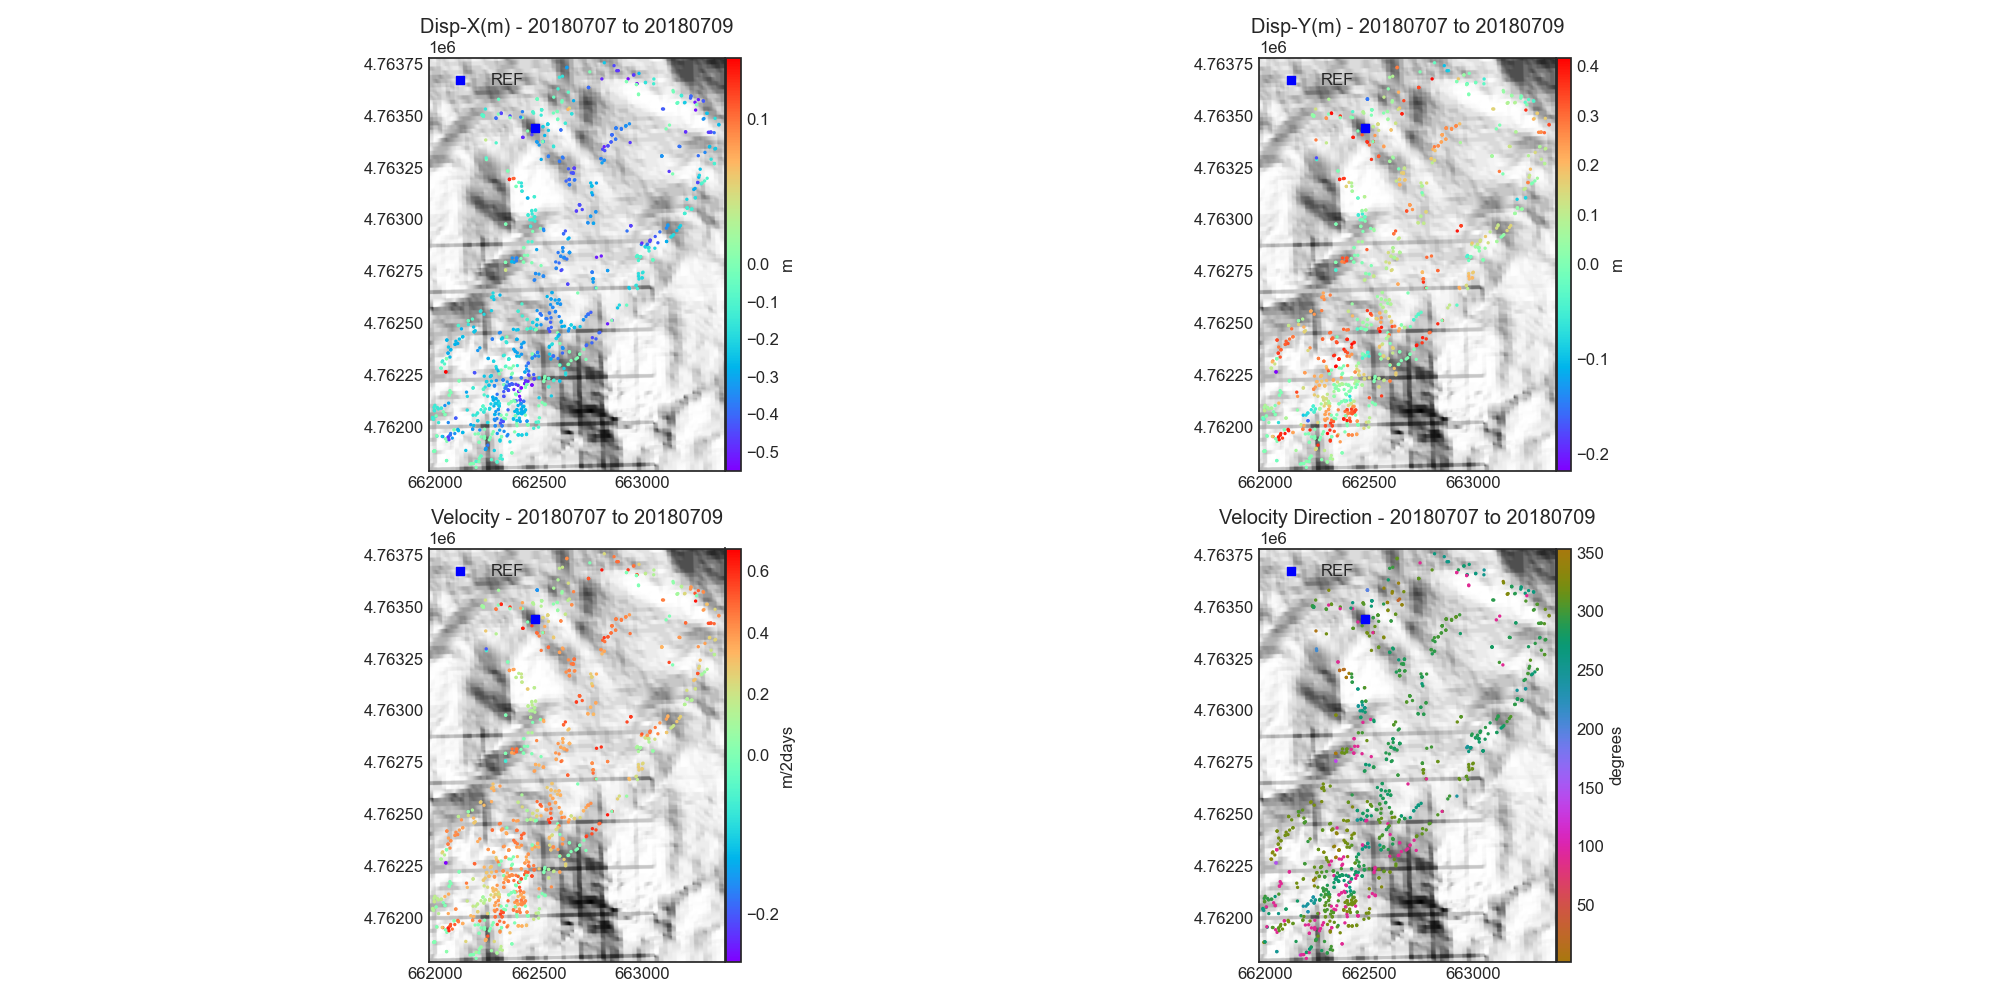 Disp-X(m) - 20180707 to 20180709
1e6
REF
4.76375
4.76350
4.76325
4.76300
4.76275
4.76250
4.76225
4.76200
662000 662500 663000
0.1
0.0
−0.1
−0.2
−0.3
−0.4
−0.5
m
Disp-Y(m) - 20180707 to 20180709
1e6
REF
4.76375
4.76350
4.76325
4.76300
4.76275
4.76250
4.76225
4.76200
662000 662500 663000
0.4
0.3
0.2
0.1
0.0
−0.1
−0.2
m
Velocity - 20180707 to 20180709
1e6
REF
4.76375
4.76350
4.76325
4.76300
4.76275
4.76250
4.76225
4.76200
662000 662500 663000
0.6
0.4
0.2
0.0
−0.2
m/2days
Velocity Direction - 20180707 to 20180709
1e6
REF
4.76375
4.76350
4.76325
4.76300
4.76275
4.76250
4.76225
4.76200
662000 662500 663000
350
300
250
200
150
100
50
degrees